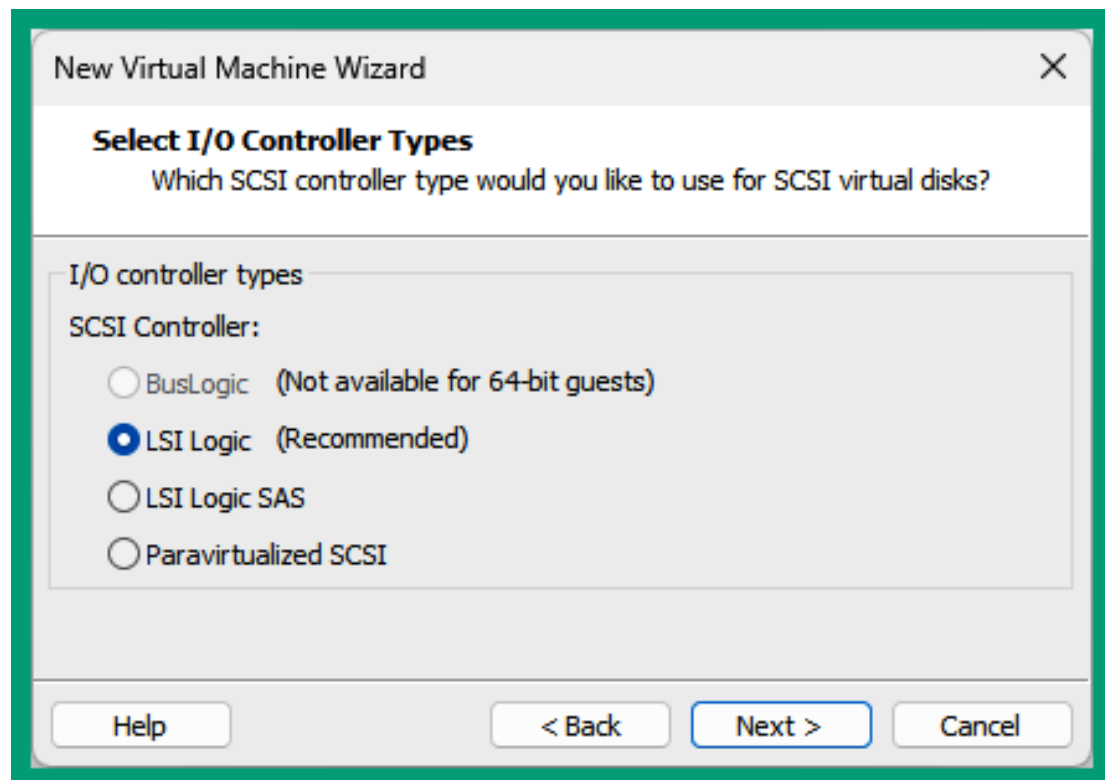 New Virtual Machine Wizard
Select I/O Controller Types
Which SCSI controller type would you like to use for SCSI virtual disks?
I/O controller types
SCSI Controller:
BusLogic (Not available for 64-bit guests)
LSI Logic (Recommended)
LSI Logic SAS
Paravirtualized SCSI
Help < Back Next > Cancel